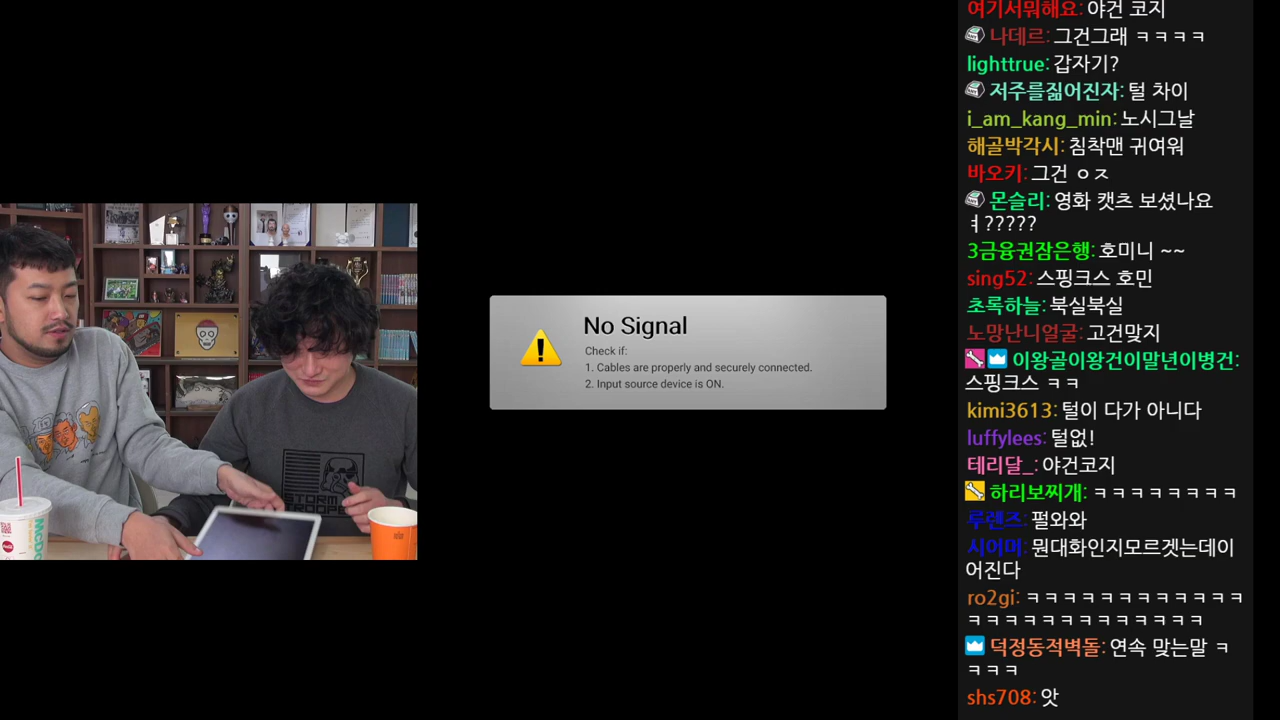 No Signal
Check if:
1. Cables are properly and securely connected.
2. Input source device is ON.
STORM
TROOPER
여기서뭐해요: 야건 코지
나데르: 그건그래 ㅋㅋㅋㅋ
lighttrue: 갑자기?
저주를짊어진자: 털 차이
i_am_kang_min: 노시그날
해골박각시: 침착맨 귀여워
바오키: 그건 ㅇㅈ
몬슬리: 영화 캣츠 보셨나요
ㅕ?????
3금융권잠은행: 호미니 ~~
sing52: 스핑크스 호민
초록하늘: 북실북실
노망난니얼굴: 고건맞지
이왕골이왕건이말년이병건:
스핑크스 ㅋㅋ
kimi3613: 털이 다가 아니다
luffylees: 털없!
테리달_: 야건코지
하리보찌개: ㅋㅋㅋㅋㅋㅋㅋㅋ
루렌즈: 펄와와
시어머: 뭔대화인지모르겟는데이
어진다
ro2gi: ㅋㅋㅋㅋㅋㅋㅋㅋㅋㅋㅋㅋ
ㅋㅋㅋㅋㅋㅋㅋㅋㅋㅋㅋㅋㅋ
덕정동적벽돌: 연속 맞는말 ㅋ
ㅋㅋㅋ
shs708: 앗